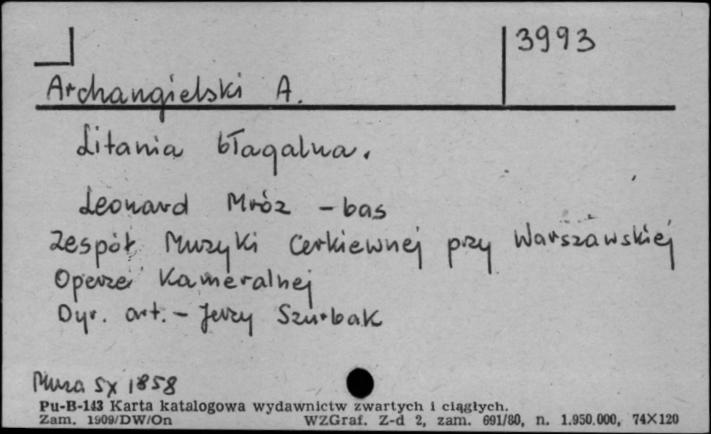 3993
Archangielski A.
Litania błagalna.
Leonard Mróz - bas
Zespół Muzyki Cerkiewnej przy Warszawskiej
Operze Kameralnej
Dyr. art. - Jerzy Szurbak
Muza SX 1858
Pu-B-143 Karta katalogowa wydawnictw zwartych i ciągłych.
Zam. 1909/DW/On WZGraf. Z-d 2, zam. 691/80, n. 1.950.000, 74X120